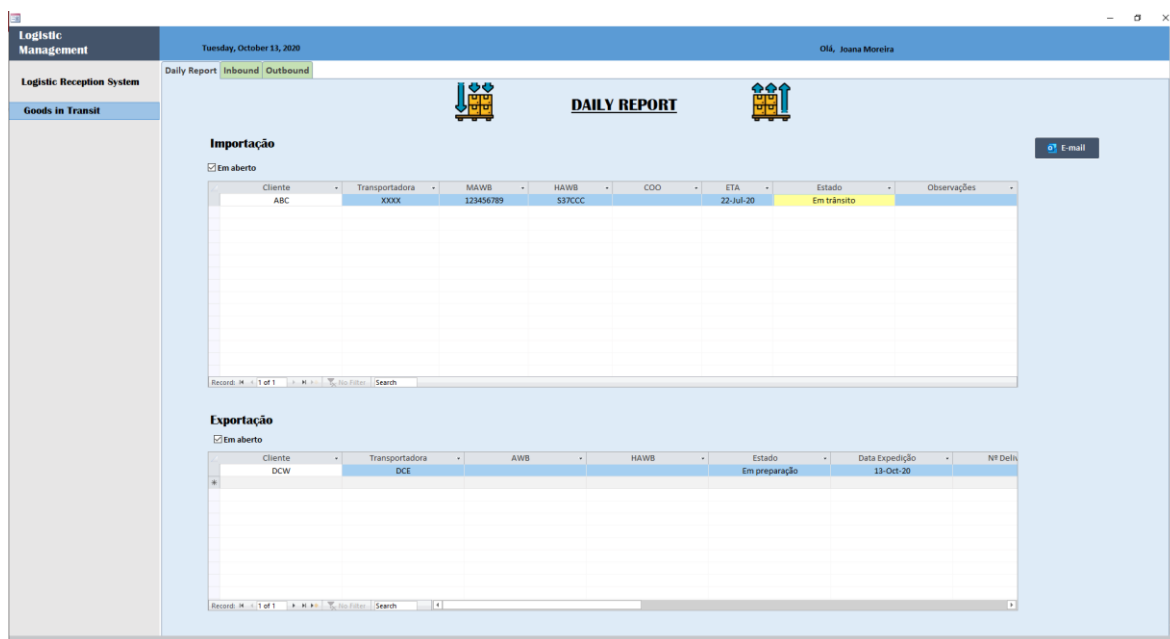 Logistic
Management
Tuesday, October 13, 2020
Olá, Joana Moreira
Logistic Reception System
Goods in Transit
Daily Report Inbound Outbound
DAILY REPORT
Importação
E-mail
Em aberto
Cliente Transportadora MAWB HAWB COO ETA Estado Observações
ABC XXXX 123456789 S37CCC 22-Jul-20 Em trânsito
Record: 1 of 1 No Filter Search
Exportação
Em aberto
Cliente Transportadora AWB HAWB Estado Data Expedição Nº Deliv
DCW DCE Em preparação 13-Oct-20
Record: 1 of 1 No Filter Search